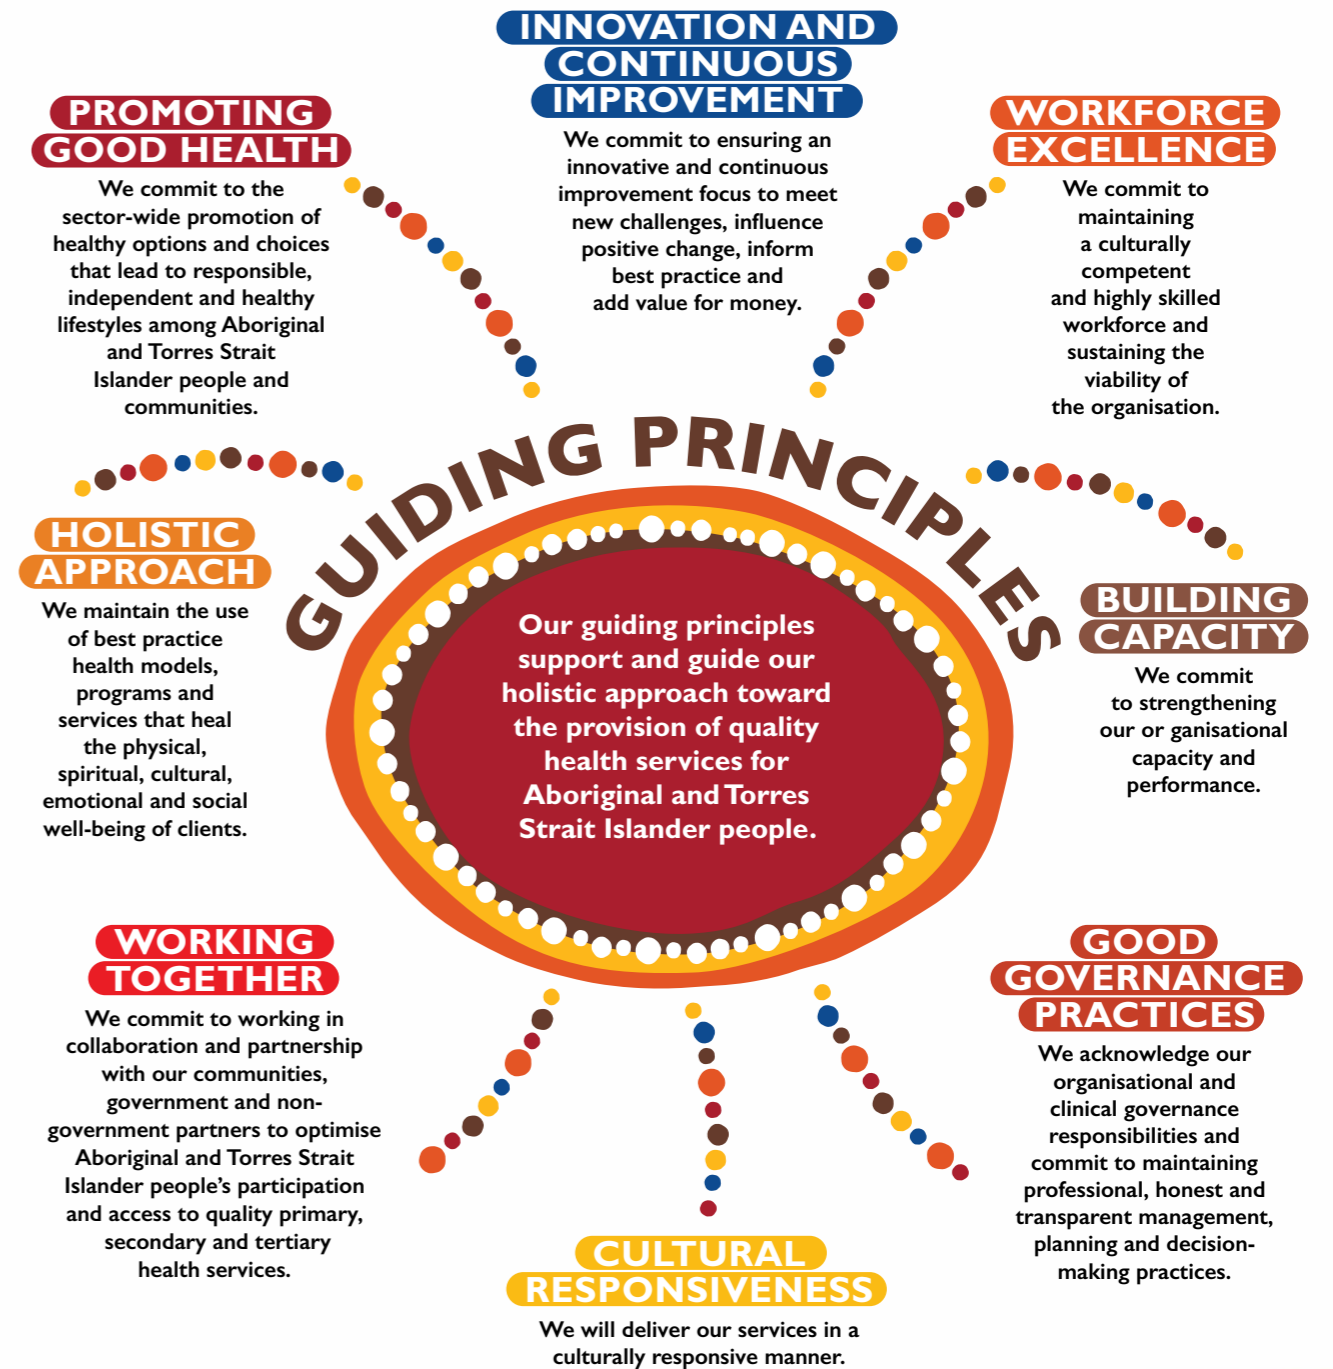 INNOVATION AND
CONTINUOUS
IMPROVEMENT
We commit to ensuring an
innovative and continuous
improvement focus to meet
new challenges, influence
positive change, inform
best practice and
add value for money.
PROMOTING
GOOD HEALTH
We commit to the
sector-wide promotion of
healthy options and choices
that lead to responsible,
independent and healthy
lifestyles among Aboriginal
and Torres Strait
Islander people and
communities.
WORKFORCE
EXCELLENCE
We commit to
maintaining
a culturally
competent
and highly skilled
workforce and
sustaining the
viability of
the organisation.
GUIDING PRINCIPLES
Our guiding principles
support and guide our
holistic approach toward
the provision of quality
health services for
Aboriginal and Torres
Strait Islander people.
HOLISTIC
APPROACH
We maintain the use
of best practice
health models,
programs and
services that heal
the physical,
spiritual, cultural,
emotional and social
well-being of clients.
BUILDING
CAPACITY
We commit
to strengthening
our or ganisational
capacity and
performance.
WORKING
TOGETHER
We commit to working in
collaboration and partnership
with our communities,
government and non-
government partners to optimise
Aboriginal and Torres Strait
Islander people's participation
and access to quality primary,
secondary and tertiary
health services.
GOOD
GOVERNANCE
PRACTICES
We acknowledge our
organisational and
clinical governance
responsibilities and
commit to maintaining
professional, honest and
transparent management,
planning and decision-
making practices.
CULTURAL
RESPONSIVENESS
We will deliver our services in a
culturally responsive manner.